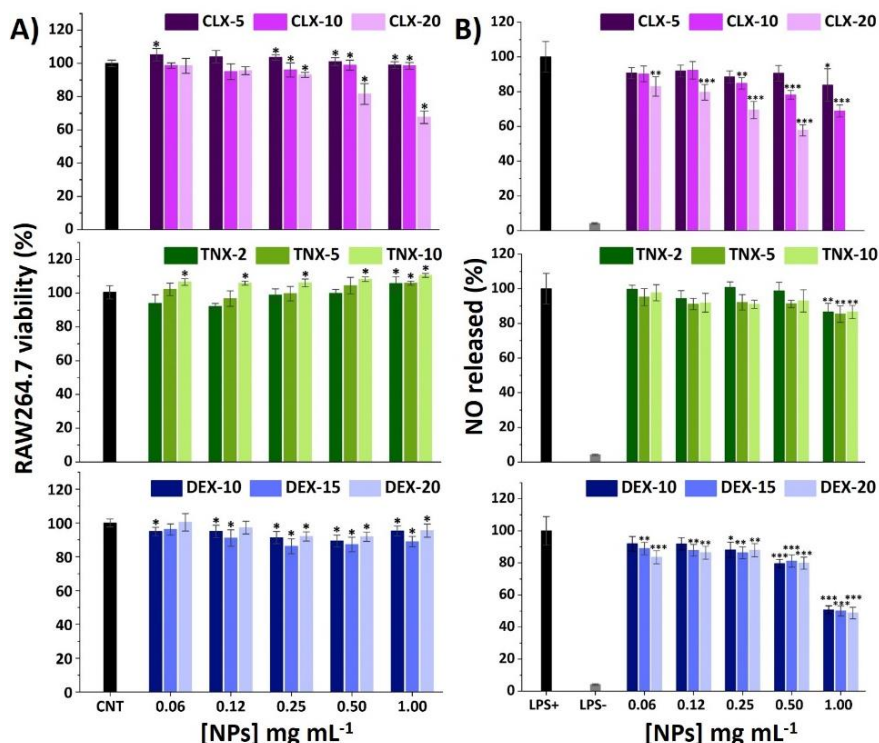 A)
CLX-5 CLX-10 CLX-20
120
100
80
60
40
20
0
* * * * * * * * * * *
TNX-2 TNX-5 TNX-10
120
100
80
60
40
20
0
* * * * * * *
DEX-10 DEX-15 DEX-20
100
80
60
40
20
0
* * * * * * * * * * * *
CNT 0.06 0.12 0.25 0.50 1.00
RAW264.7 viability (%)
[NPs] mg mL-1
B)
CLX-5 CLX-10 CLX-20
120
100
80
60
40
20
0
** *** ** *** *** *** * ***
TNX-2 TNX-5 TNX-10
120
100
80
60
40
20
0
** ** **
DEX-10 DEX-15 DEX-20
120
100
80
60
40
20
0
** *** ** ** * ** ** *** *** *** *** *** ***
LPS+ LPS- 0.06 0.12 0.25 0.50 1.00
NO released (%)
[NPs] mg mL-1